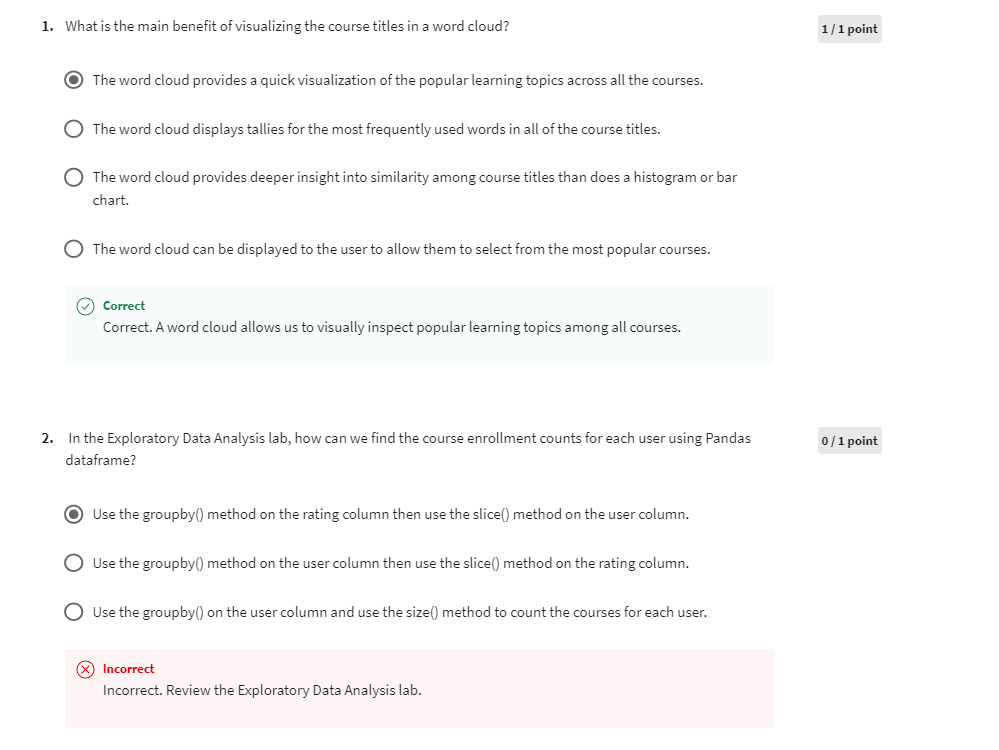 1. What is the main benefit of visualizing the course titles in a word cloud?
1 / 1 point
The word cloud provides a quick visualization of the popular learning topics across all the courses.
The word cloud displays tallies for the most frequently used words in all of the course titles.
The word cloud provides deeper insight into similarity among course titles than does a histogram or bar
chart.
The word cloud can be displayed to the user to allow them to select from the most popular courses.
Correct
Correct. A word cloud allows us to visually inspect popular learning topics among all courses.
2. In the Exploratory Data Analysis lab, how can we find the course enrollment counts for each user using Pandas
dataframe?
0 / 1 point
Use the groupby() method on the rating column then use the slice() method on the user column.
Use the groupby() method on the user column then use the slice() method on the rating column.
Use the groupby() on the user column and use the size() method to count the courses for each user.
Incorrect
Incorrect. Review the Exploratory Data Analysis lab.